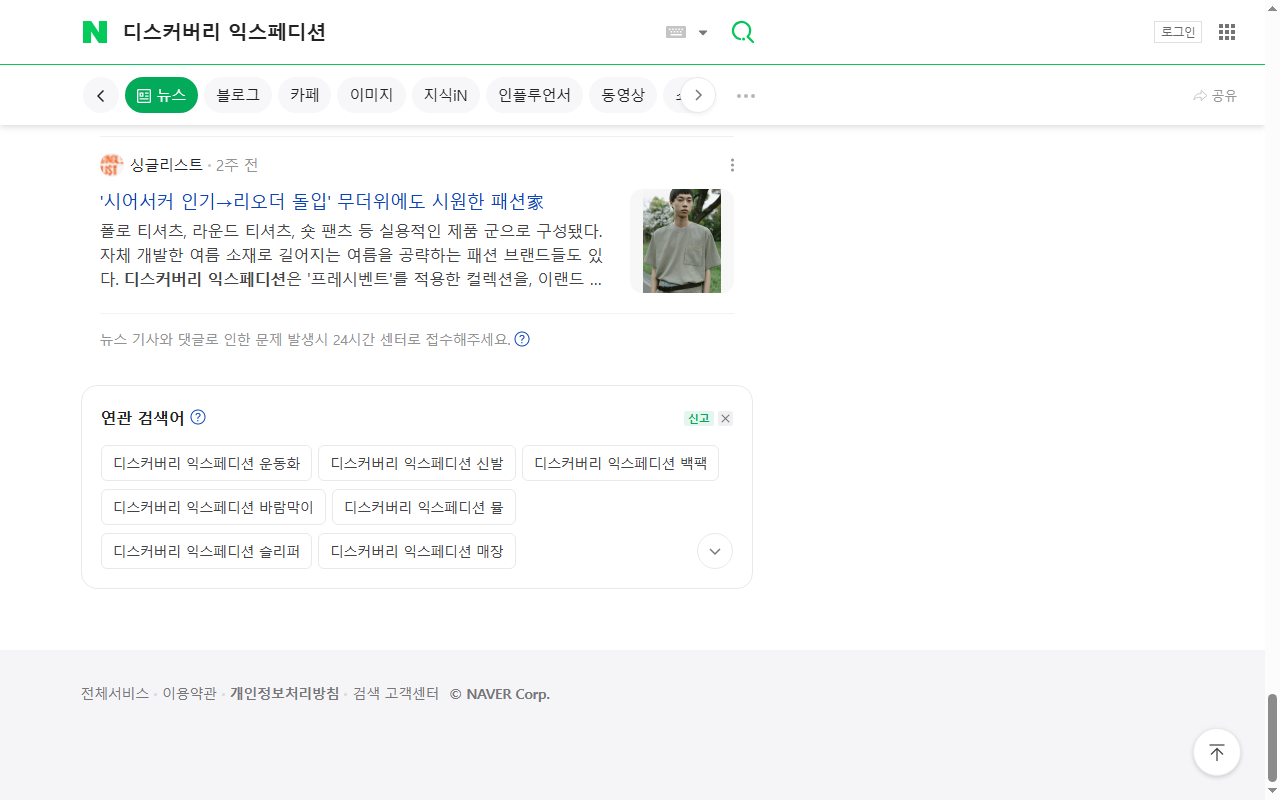 디스커버리 익스페디션
로그인
뉴스 블로그 카페 이미지 지식iN 인플루언서 동영상
공유
싱글리스트 · 2주 전
'시어서커 인기→리오더 돌입' 무더위에도 시원한 패션家
폴로 티셔츠, 라운드 티셔츠, 숏 팬츠 등 실용적인 제품 군으로 구성됐다.
자체 개발한 여름 소재로 길어지는 여름을 공략하는 패션 브랜드들도 있
다. 디스커버리 익스페디션은 '프레시벤트'를 적용한 컬렉션을, 이랜드 ...
뉴스 기사와 댓글로 인한 문제 발생시 24시간 센터로 접수해주세요.
연관 검색어
신고
디스커버리 익스페디션 운동화 디스커버리 익스페디션 신발 디스커버리 익스페디션 백팩
디스커버리 익스페디션 바람막이 디스커버리 익스페디션 뮬
디스커버리 익스페디션 슬리퍼 디스커버리 익스페디션 매장
전체서비스 · 이용약관 · 개인정보처리방침 · 검색 고객센터 © NAVER Corp.